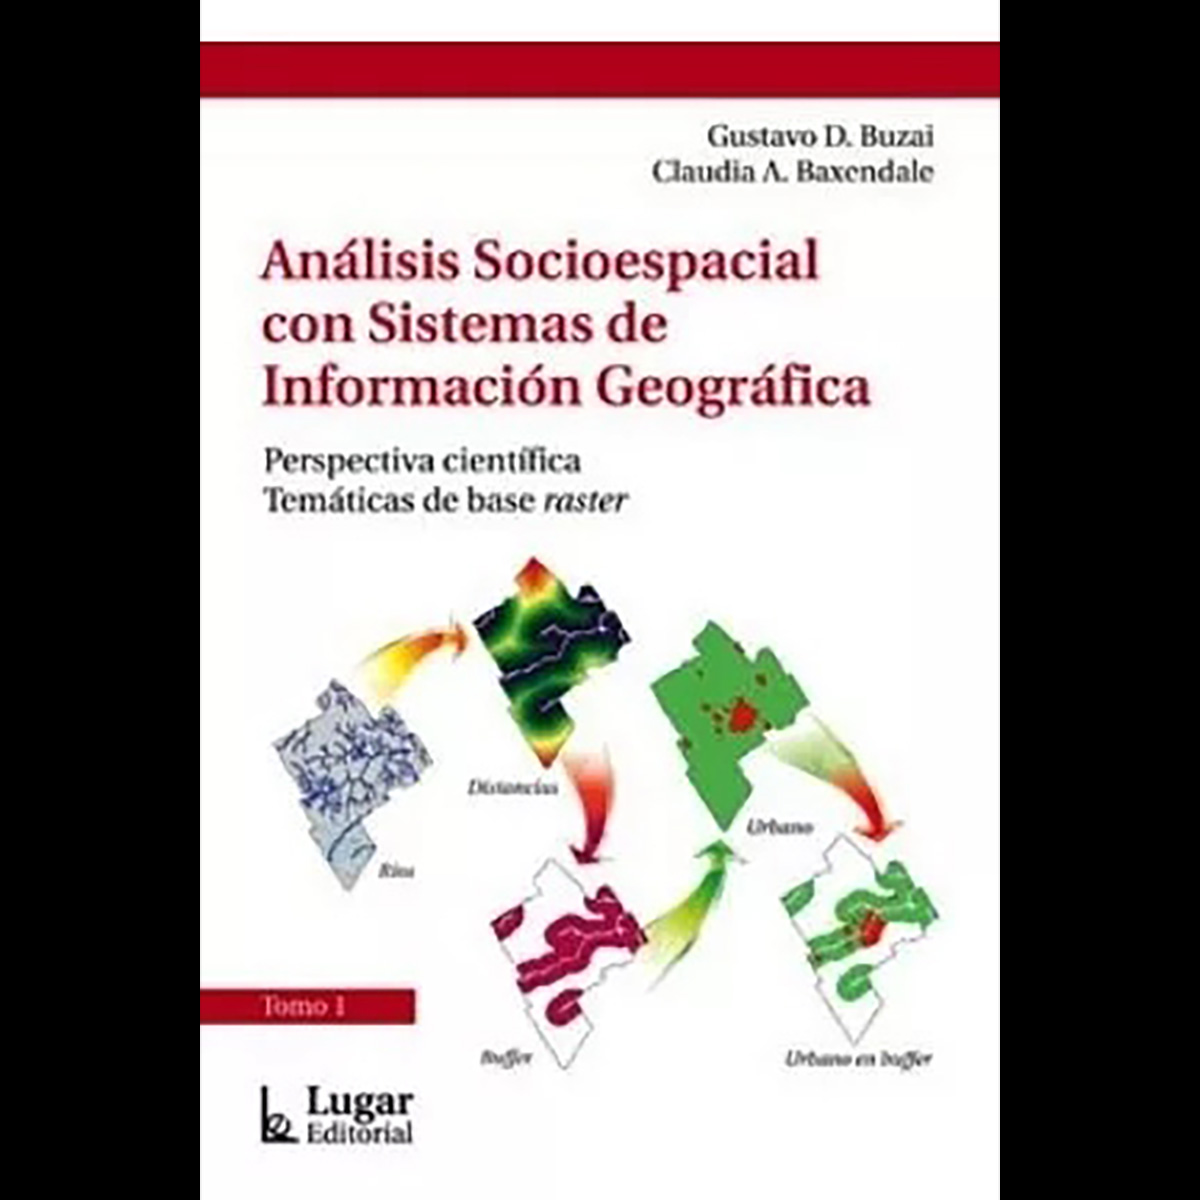 Gustavo D. Buzai
Claudia A. Baxendale
Análisis Socioespacial
con Sistemas de
Información Geográfica
Perspectiva científica
Temáticas de base raster
Distancias
Urbano
Ríos
Buffer
Urbano en buffer
Tomo 1
Lugar
Editorial